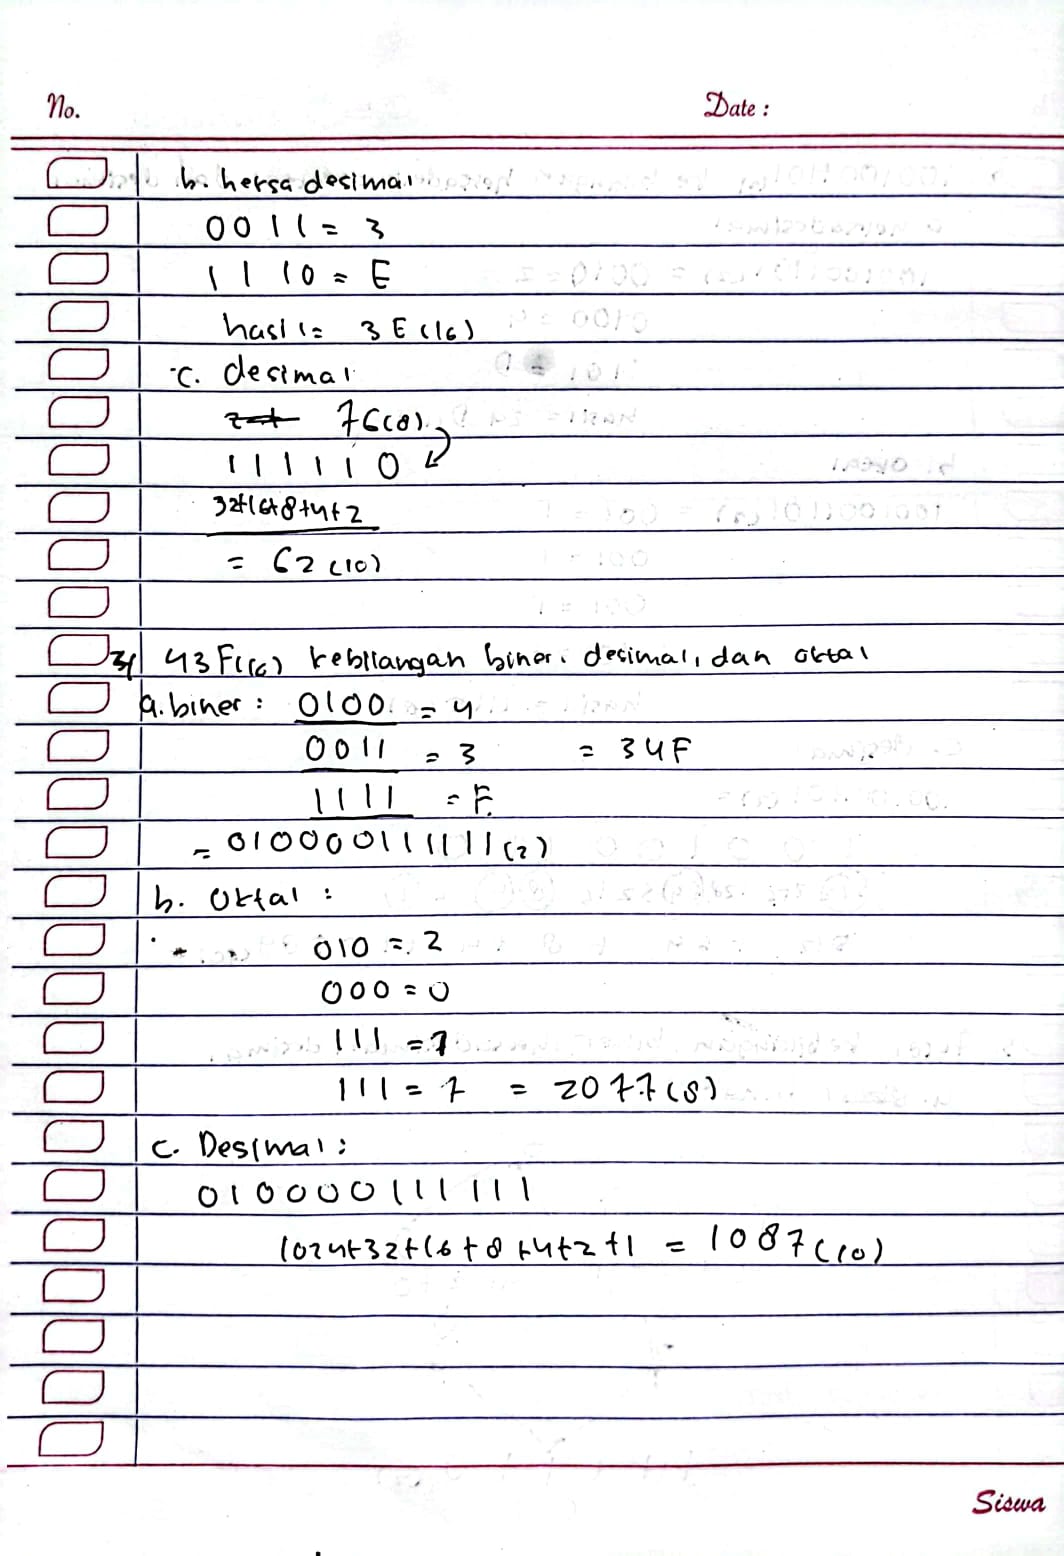 No. Date :
b. hersa desimal
0011 = 3
1110 = E
hasil = 3E(16)
c. desimal
76(8)
111110
32+16+8+4+2
= 62(10)
3 43F(16) kebilangan biner, desimal, dan oktal
a. biner : 0100 = 4
0011 = 3 = 34F
1111 = F.
= 010000111111(2)
b. Oktal :
010 = 2
000 = 0
111 = 7
111 = 7 = 2077(8)
c. Desimal :
010000111111
1024+32+16+8+4+2+1 = 1087(10)
Siswa